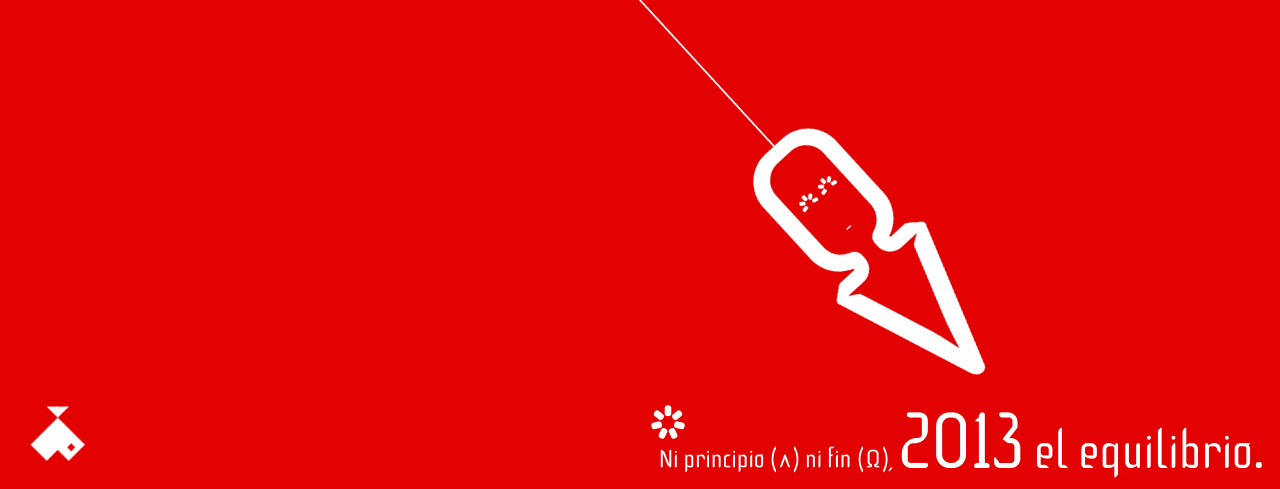 Ni principio (ʌ) ni fin (Ω), 2013 el equilibrio.